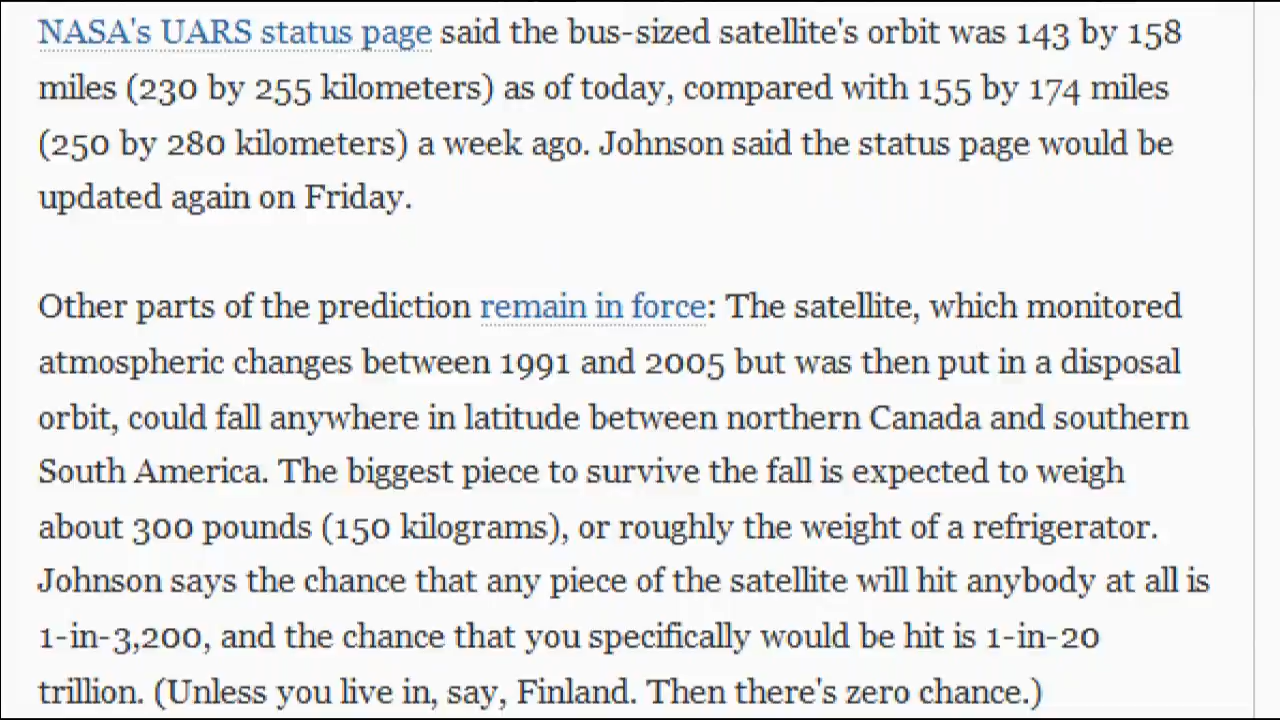 NASA's UARS status page said the bus-sized satellite's orbit was 143 by 158
miles (230 by 255 kilometers) as of today, compared with 155 by 174 miles
(250 by 280 kilometers) a week ago. Johnson said the status page would be
updated again on Friday.
Other parts of the prediction remain in force: The satellite, which monitored
atmospheric changes between 1991 and 2005 but was then put in a disposal
orbit, could fall anywhere in latitude between northern Canada and southern
South America. The biggest piece to survive the fall is expected to weigh
about 300 pounds (150 kilograms), or roughly the weight of a refrigerator.
Johnson says the chance that any piece of the satellite will hit anybody at all is
1-in-3,200, and the chance that you specifically would be hit is 1-in-20
trillion. (Unless you live in, say, Finland. Then there's zero chance.)